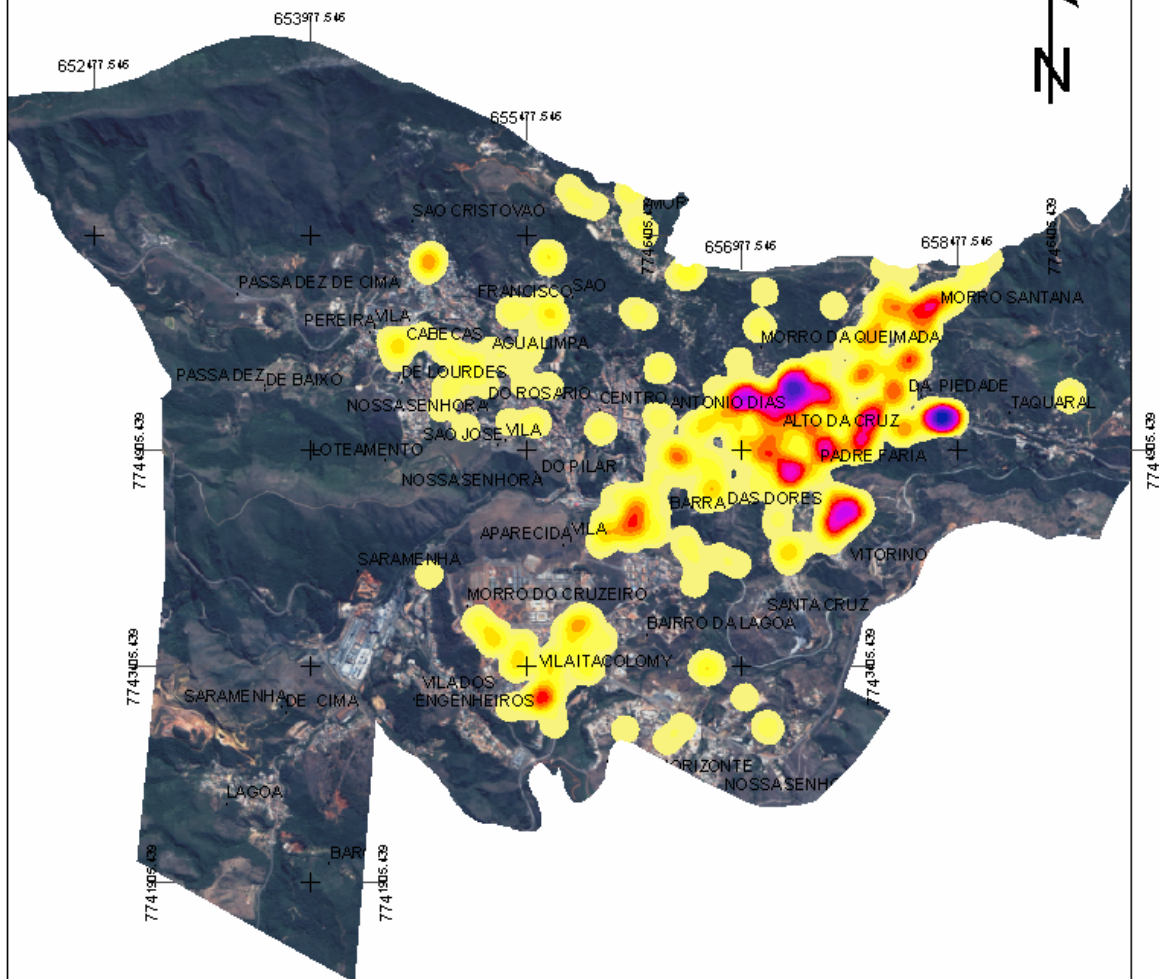 653977.546
N
652477.546
655477.546
SAO CRISTOVAO
MOR
7746405.439
7746405.439
656977.546
658477.546
PASSA DEZ DE CIMA
FRANCISCO SAO
MORRO SANTANA
PEREIRA VILA
CABECAS
AGUA LIMPA
MORRO DA QUEIMADA
PASSA DEZ DE BAIXO
DE LOURDES
DO ROSARIO
CENTRO
ANTONIO DIAS
DA PIEDADE
TAQUARAL
NOSSA SENHORA
ALTO DA CRUZ
SAO JOSE VILA
LOTEAMENTO
DO PILAR
PADRE FARIA
7744905.439
7744905.439
NOSSA SENHORA
BARRA
DAS DORES
APARECIDA VILA
SARAMENHA
VITORINO
MORRO DO CRUZEIRO
SANTA CRUZ
BAIRRO DA LAGOA
7743405.439
7743405.439
VILA ITACOLOMY
SARAMENHA DE CIMA
VILA DOS
ENGENHEIROS
ORIZONTE
NOSSA SENHO
LAGOA
BARO
7741905.439
7741905.439